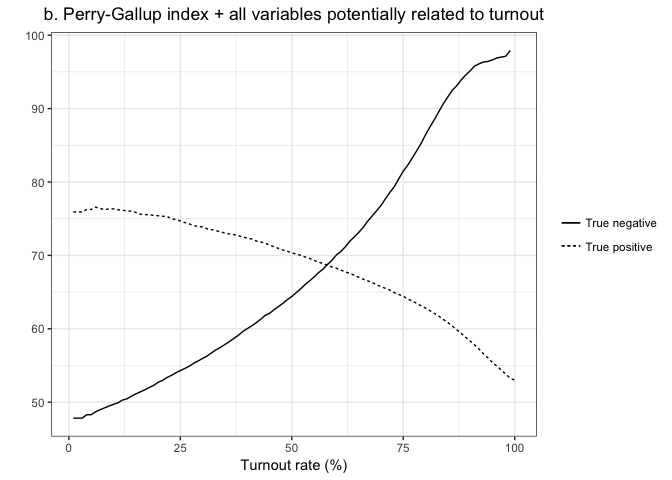 b. Perry-Gallup index + all variables potentially related to turnout
100
90
80
70
60
50
0 25 50 75 100
Turnout rate (%)
True negative
True positive